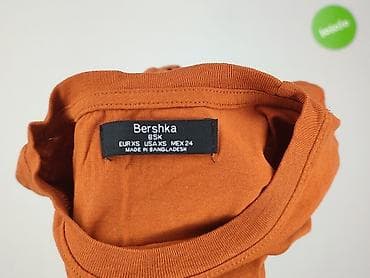 Bershka
BSK
EUR XS USA XS MEX 24
MADE IN BANGLADESH